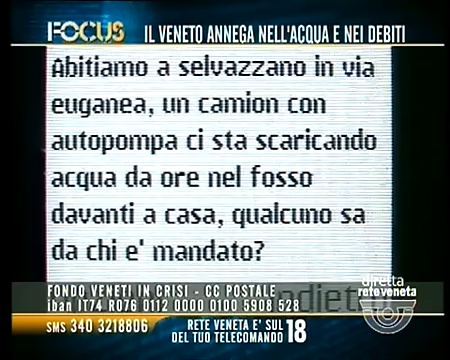 FOCUS
IL VENETO ANNEGA NELL'ACQUA E NEI DEBITI
Abitiamo a selvazzano in via
euganea, un camion con
autopompa ci sta scaricando
acqua da ore nel fosso
davanti a casa, qualcuno sa
da chi e' mandato?
diretta
reteveneta
FONDO VENETI IN CRISI - CC POSTALE
iban IT74 R076 0112 0000 0100 5908 528
SMS 340 3218806
RETE VENETA E' SUL
DEL TUO TELECOMANDO
18